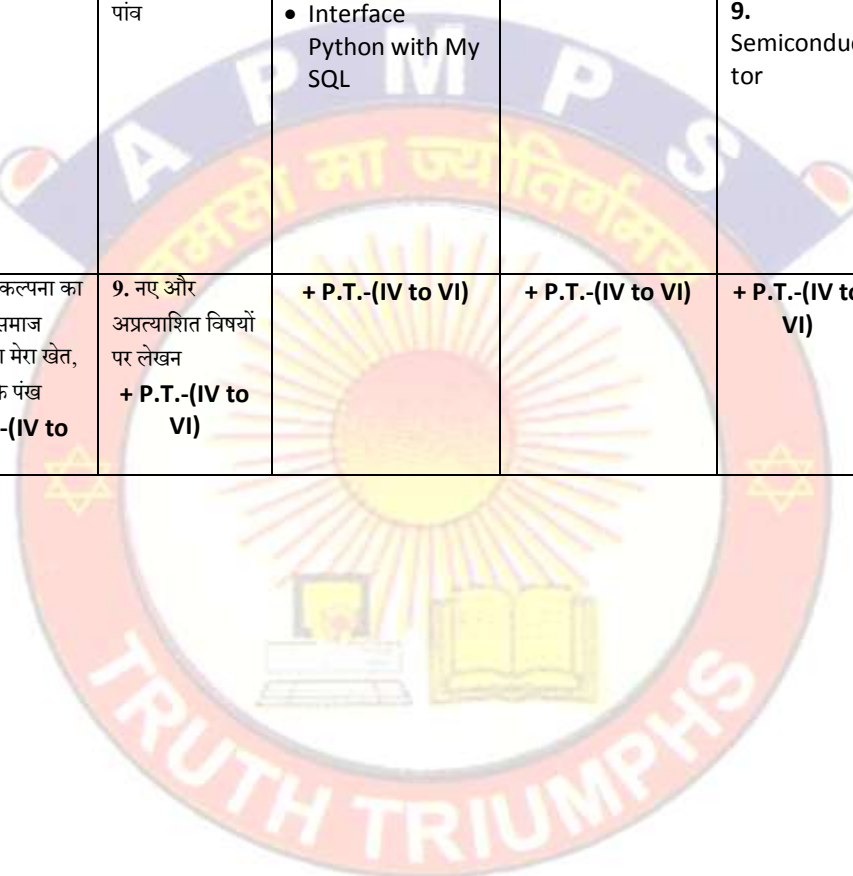 पांव
• Interface
Python with My
SQL
9.
Semiconduc
tor
A P M P S
तमसो मा ज्योतिर्गमय
कल्पना का
समाज
मेरा खेत,
पंख
-(IV to
9. नए और
अप्रत्याशित विषयों
पर लेखन
+ P.T.-(IV to
VI)
+ P.T.-(IV to VI)
+ P.T.-(IV to VI)
+ P.T.-(IV to
VI)
TRUTH TRIUMPHS